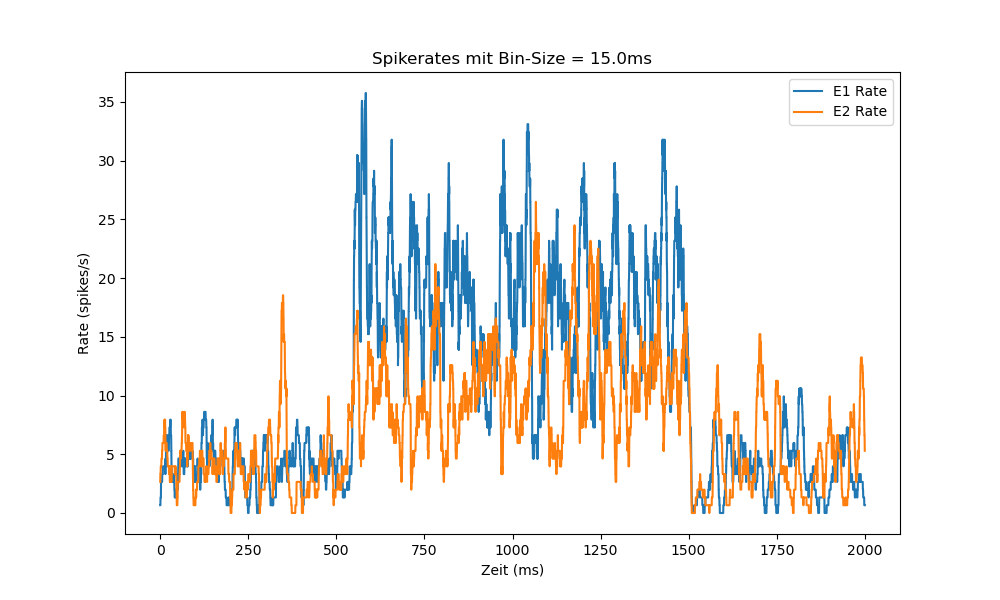 Spikerates mit Bin-Size = 15.0ms
E1 Rate
E2 Rate
Rate (spikes/s)
35
30
25
20
15
10
5
0
0 250 500 750 1000 1250 1500 1750 2000
Zeit (ms)